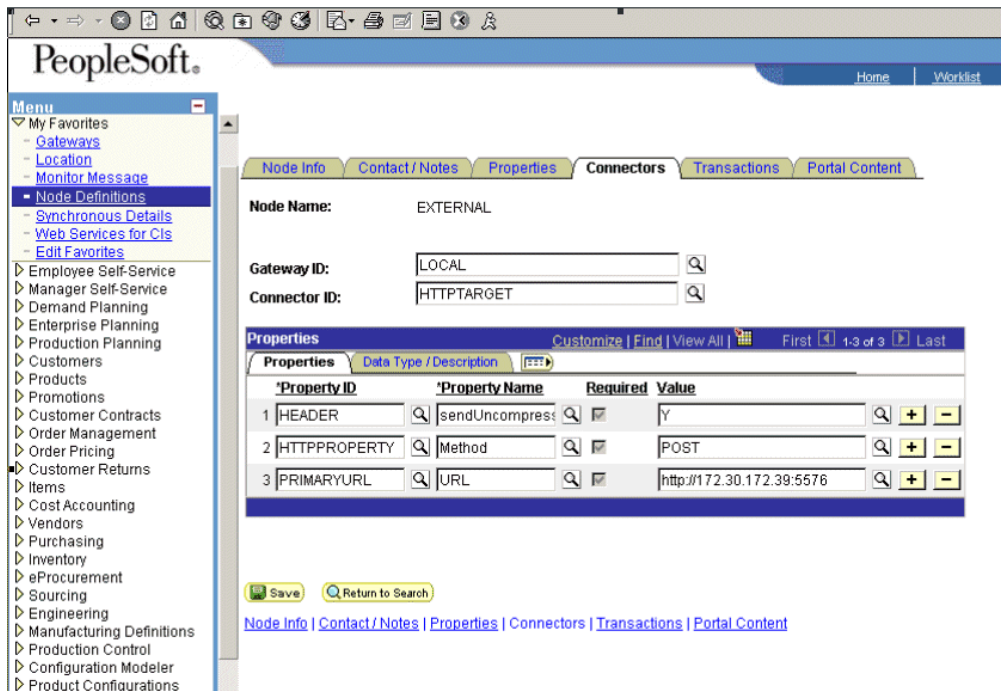 PeopleSoft®
Home | Worklist
Menu
My Favorites
Gateways
Location
Monitor Message
Node Definitions
Synchronous Details
Web Services for CIs
Edit Favorites
Employee Self-Service
Manager Self-Service
Demand Planning
Enterprise Planning
Production Planning
Customers
Products
Promotions
Customer Contracts
Order Management
Order Pricing
Customer Returns
Items
Cost Accounting
Vendors
Purchasing
Inventory
eProcurement
Sourcing
Engineering
Manufacturing Definitions
Production Control
Configuration Modeler
Product Configurations
Node Info Contact / Notes Properties Connectors Transactions Portal Content
Node Name: EXTERNAL
Gateway ID: LOCAL
Connector ID: HTTPTARGET
Properties Customize | Find | View All | First 1-3 of 3 Last
Properties Data Type / Description
*Property ID *Property Name Required Value
1 HEADER sendUncompress Y
2 HTTPPROPERTY Method POST
3 PRIMARYURL URL http://172.30.172.39:5576
Save Return to Search
Node Info | Contact / Notes | Properties | Connectors | Transactions | Portal Content